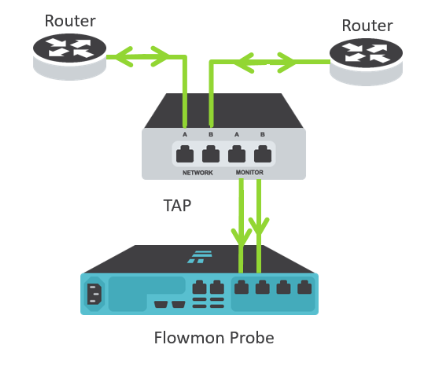 Router
Router
A B A B
NETWORK MONITOR
TAP
Flowmon Probe